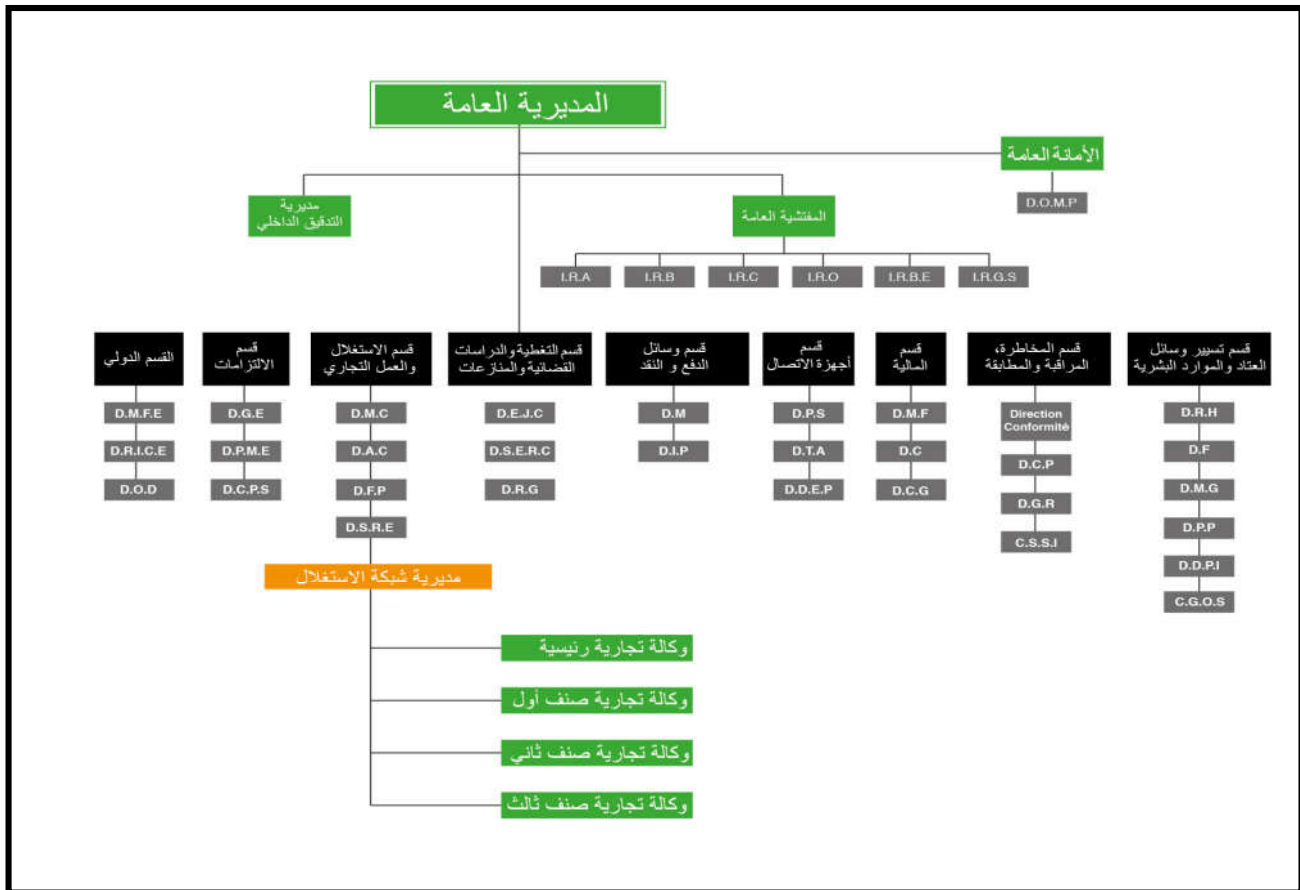 المديرية العامة
الأمانة العامة
D.O.M.P
المفتشية العامة
مديرية
التدقيق الداخلي
I.R.A
I.R.B
I.R.C
I.R.O
I.R.B.E
I.R.G.S
قسم تسيير وسائل
العتاد والموارد البشرية
D.R.H
D.F
D.M.G
D.P.P
D.D.P.I
C.G.O.S
قسم المخاطرة،
المراقبة والمطابقة
Direction
Conformité
D.C.P
D.G.R
C.S.S.I
قسم
المالية
D.M.F
D.C
D.C.G
قسم
أجهزة الاتصال
D.P.S
D.T.A
D.D.E.P
قسم وسائل
الدفع و النقد
D.M
D.I.P
قسم التغطية والدراسات
القضائية والمنازعات
D.E.J.C
D.S.E.R.C
D.R.G
قسم الاستغلال
والعمل التجاري
D.M.C
D.A.C
D.F.P
D.S.R.E
قسم
الالتزامات
D.G.E
D.P.M.E
D.C.P.S
القسم الدولي
D.M.F.E
D.R.I.C.E
D.O.D
مديرية شبكة الاستغلال
وكالة تجارية رئيسية
وكالة تجارية صنف أول
وكالة تجارية صنف ثاني
وكالة تجارية صنف ثالث